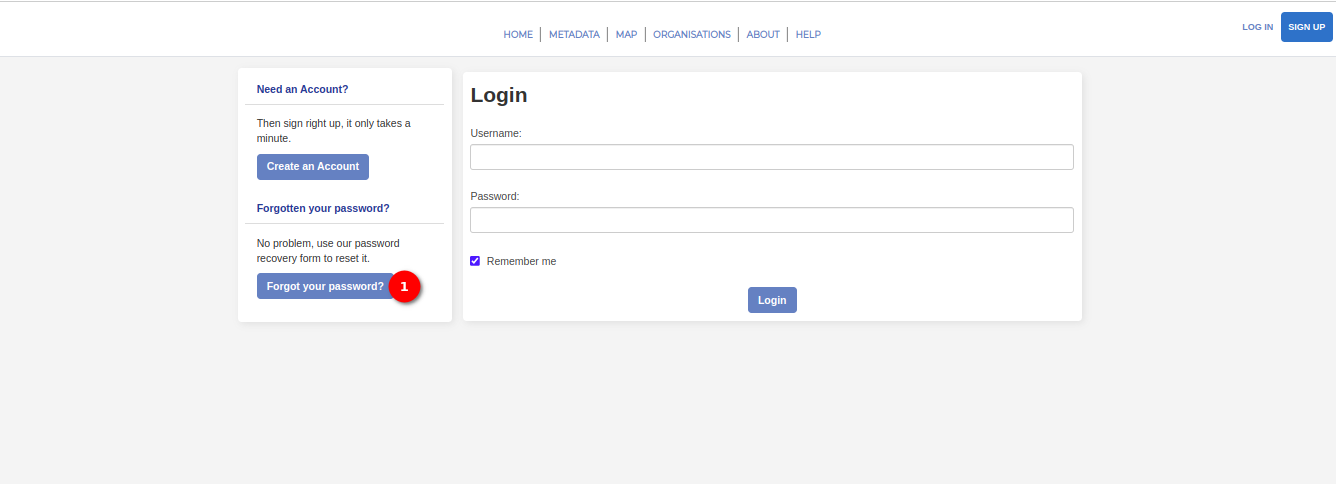 HOME METADATA MAP ORGANISATIONS ABOUT HELP
LOG IN SIGN UP
Need an Account?
Then sign right up, it only takes a
minute.
Create an Account
Forgotten your password?
No problem, use our password
recovery form to reset it.
Forgot your password? 1
Login
Username:
Password:
Remember me
Login